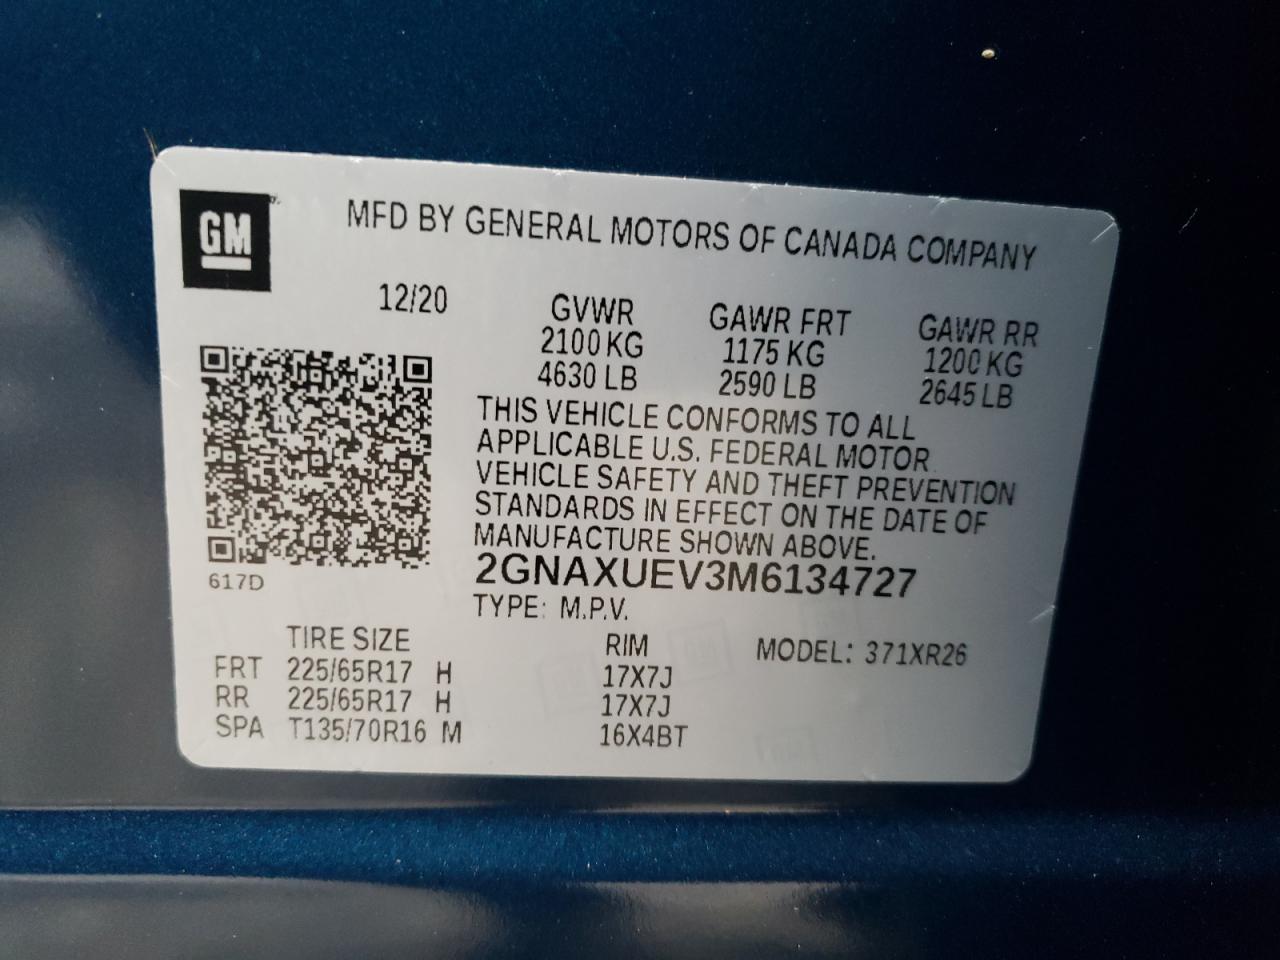 GM
MFD BY GENERAL MOTORS OF CANADA COMPANY
12/20
GVWR GAWR FRT GAWR RR
2100 KG 1175 KG 1200 KG
4630 LB 2590 LB 2645 LB
THIS VEHICLE CONFORMS TO ALL
APPLICABLE U.S. FEDERAL MOTOR
VEHICLE SAFETY AND THEFT PREVENTION
STANDARDS IN EFFECT ON THE DATE OF
MANUFACTURE SHOWN ABOVE.
617D
2GNAXUEV3M6134727
TYPE: M.P.V.
TIRE SIZE RIM MODEL: 371XR26
FRT 225/65R17 H 17X7J
RR 225/65R17 H 17X7J
SPA T135/70R16 M 16X4BT